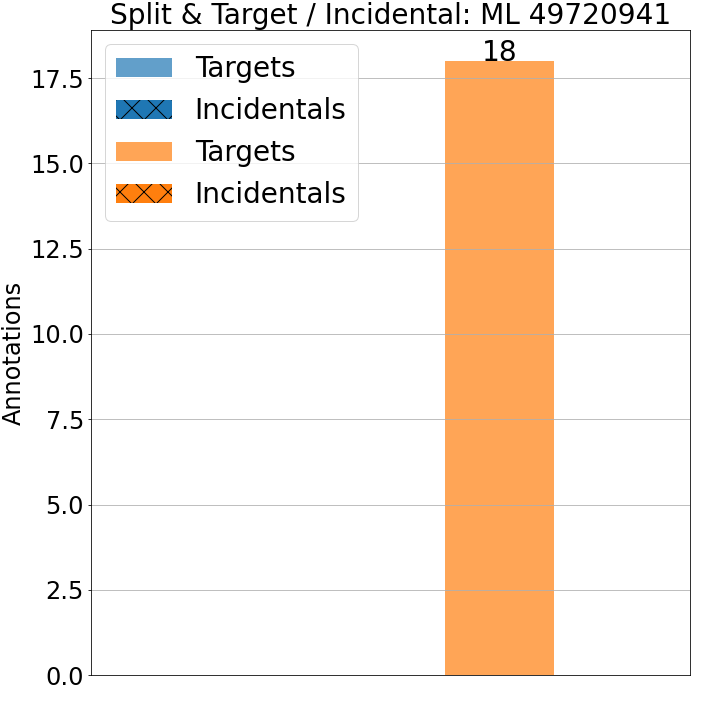 Split & Target / Incidental: ML 49720941
18
Targets
Incidentals
Targets
Incidentals
Annotations
17.5
15.0
12.5
10.0
7.5
5.0
2.5
0.0